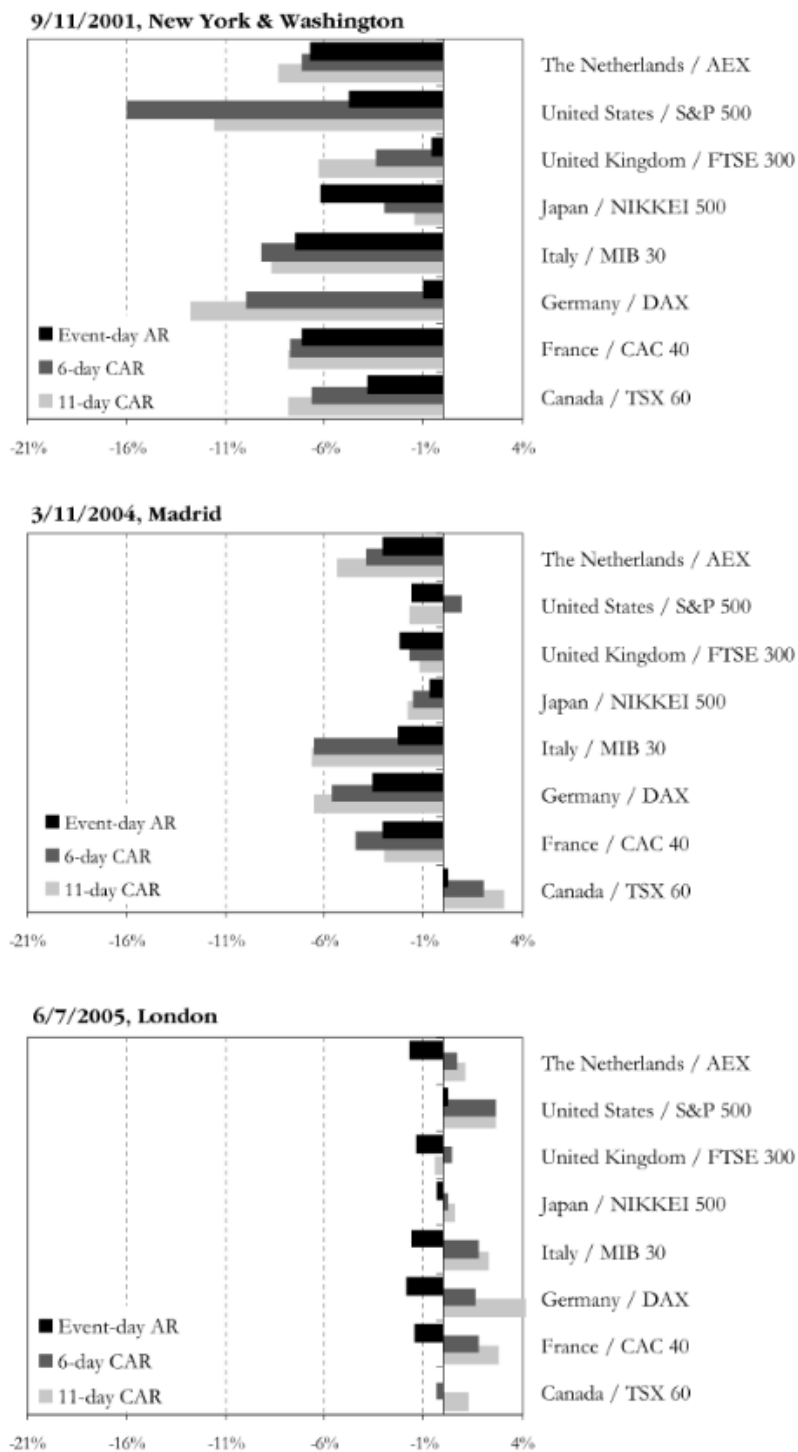 9/11/2001, New York & Washington
The Netherlands / AEX
United States / S&P 500
United Kingdom / FTSE 300
Japan / NIKKEI 500
Italy / MIB 30
Germany / DAX
France / CAC 40
Canada / TSX 60
Event-day AR
6-day CAR
11-day CAR
-21% -16% -11% -6% -1% 4%
3/11/2004, Madrid
The Netherlands / AEX
United States / S&P 500
United Kingdom / FTSE 300
Japan / NIKKEI 500
Italy / MIB 30
Germany / DAX
France / CAC 40
Canada / TSX 60
Event-day AR
6-day CAR
11-day CAR
-21% -16% -11% -6% -1% 4%
6/7/2005, London
The Netherlands / AEX
United States / S&P 500
United Kingdom / FTSE 300
Japan / NIKKEI 500
Italy / MIB 30
Germany / DAX
France / CAC 40
Canada / TSX 60
Event-day AR
6-day CAR
11-day CAR
-21% -16% -11% -6% -1% 4%